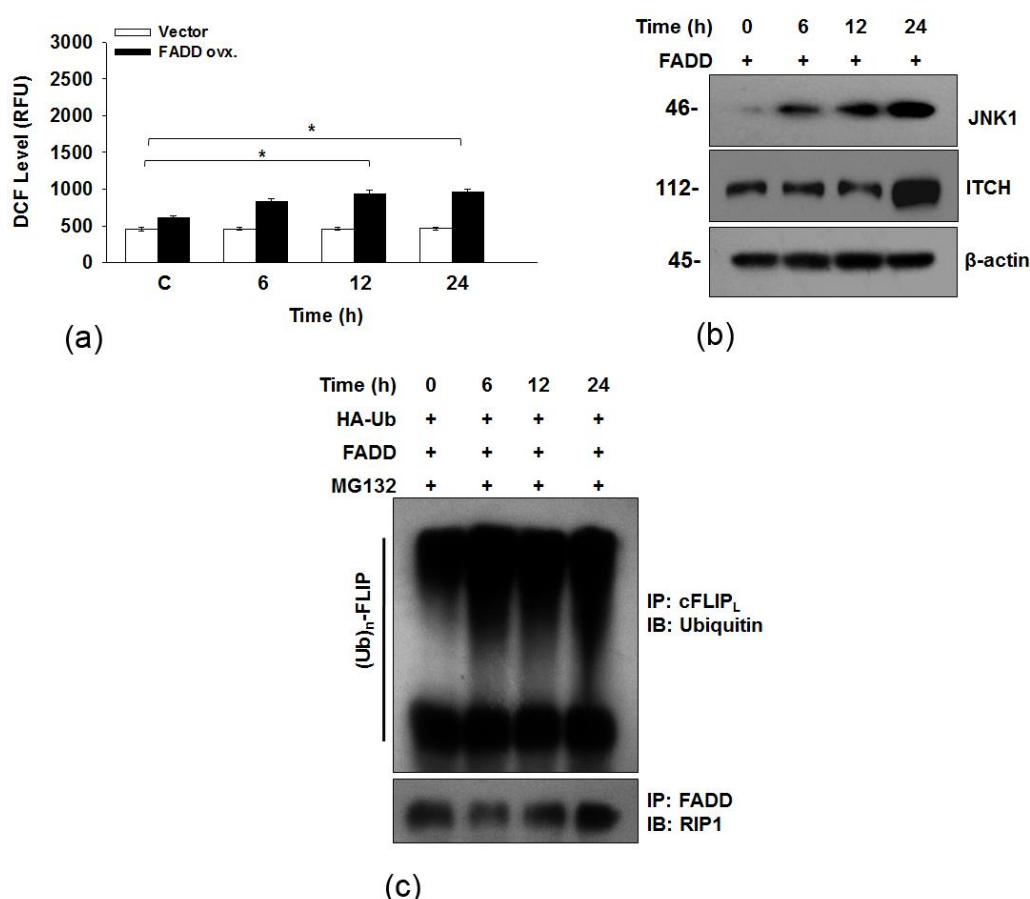 Vector
FADD ovx.
3000
2500
2000
1500
1000
500
0
DCF Level (RFU)
*
*
C 6 12 24
Time (h)
(a)
Time (h) 0 6 12 24
FADD + + + +
46- JNK1
112- ITCH
45- β-actin
(b)
Time (h) 0 6 12 24
HA-Ub + + + +
FADD + + + +
MG132 + + + +
(Ub)n-FLIP
IP: cFLIPL
IB: Ubiquitin
IP: FADD
IB: RIP1
(c)